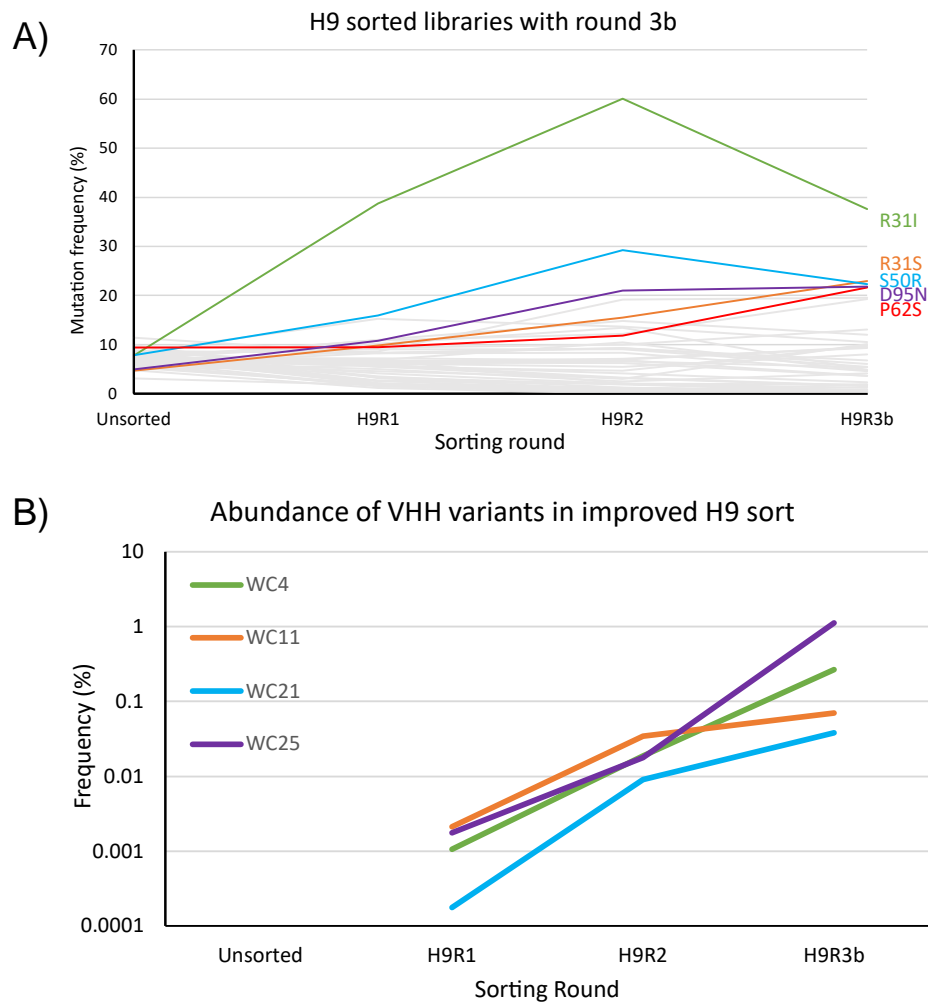 A)
H9 sorted libraries with round 3b
Mutation frequency (%)
70
60
50
40
30
20
10
0
R31I
R31S
S50R
D95N
P62S
Unsorted
H9R1
H9R2
H9R3b
Sorting round
B)
Abundance of VHH variants in improved H9 sort
Frequency (%)
10
1
0.1
0.01
0.001
0.0001
WC4
WC11
WC21
WC25
Unsorted
H9R1
H9R2
H9R3b
Sorting Round